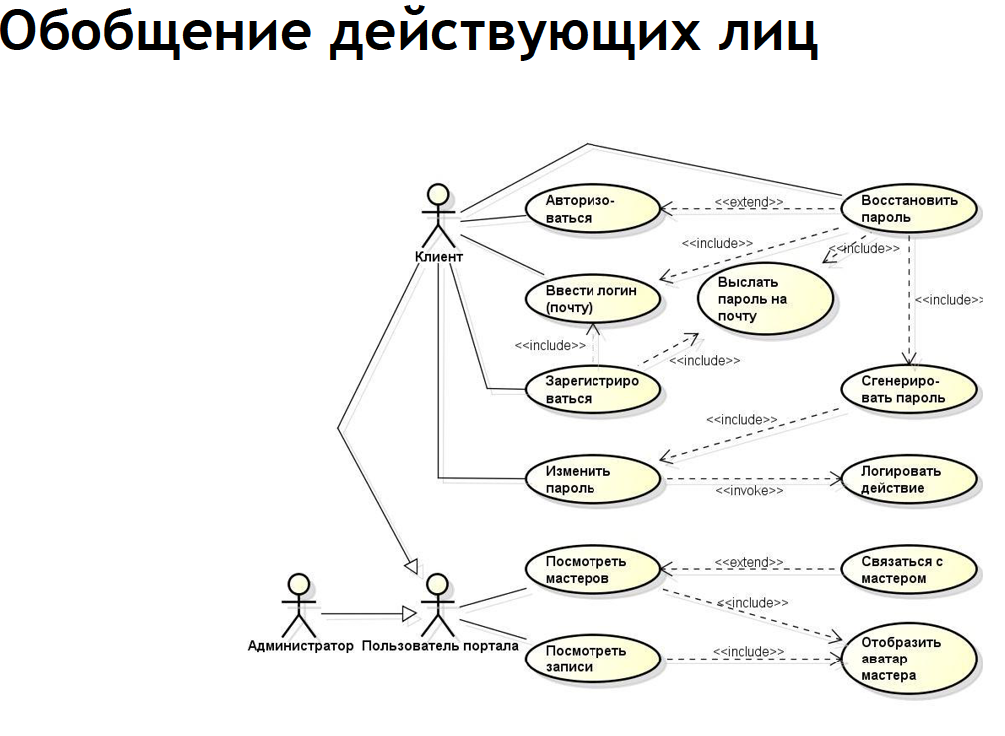 Обобщение действующих лиц
Клиент
Авторизо-
ваться
<<extend>>
Восстановить
пароль
<<include>>
<<include>>
Ввести логин
(почту)
Выслать
пароль на
почту
<<include>>
<<include>>
<<include>>
Зарегистриро
ваться
Сгенериро-
вать пароль
<<include>>
Изменить
пароль
<<invoke>>
Логировать
действие
Посмотреть
мастеров
<<extend>>
Связаться с
мастером
<<include>>
Администратор
Пользователь портала
Посмотреть
записи
<<include>>
Отобразить
аватар
мастера